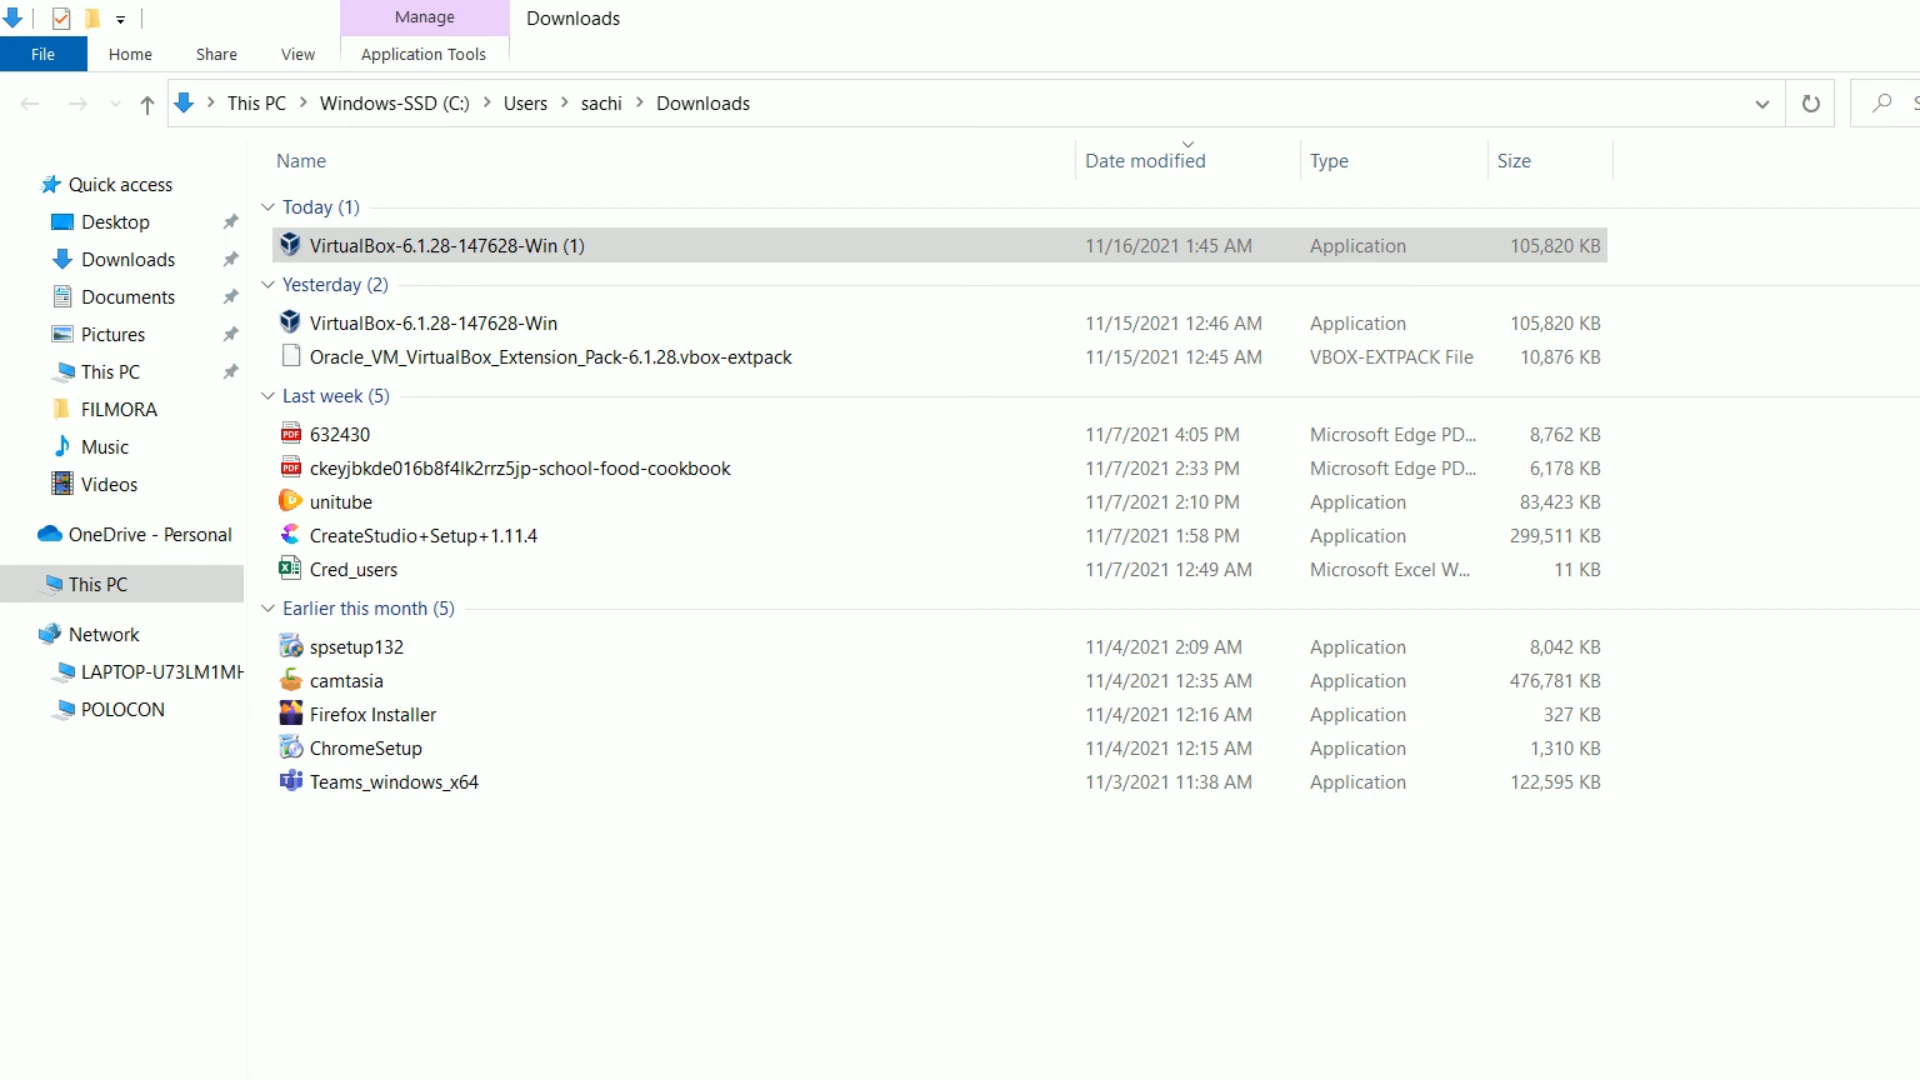 Manage
Downloads
File
Home
Share
View
Application Tools
This PC > Windows-SSD (C:) > Users > sachi > Downloads
S
Name
Date modified
Type
Size
Quick access
Desktop
Downloads
Documents
Pictures
This PC
FILMORA
Music
Videos
OneDrive - Personal
This PC
Network
LAPTOP-U73LM1MH
POLOCON
Today (1)
VirtualBox-6.1.28-147628-Win (1) 11/16/2021 1:45 AM Application 105,820 KB
Yesterday (2)
VirtualBox-6.1.28-147628-Win 11/15/2021 12:46 AM Application 105,820 KB
Oracle_VM_VirtualBox_Extension_Pack-6.1.28.vbox-extpack 11/15/2021 12:45 AM VBOX-EXTPACK File 10,876 KB
Last week (5)
632430 11/7/2021 4:05 PM Microsoft Edge PD... 8,762 KB
ckeyjbkde016b8f4lk2rrz5jp-school-food-cookbook 11/7/2021 2:33 PM Microsoft Edge PD... 6,178 KB
unitube 11/7/2021 2:10 PM Application 83,423 KB
CreateStudio+Setup+1.11.4 11/7/2021 1:58 PM Application 299,511 KB
Cred_users 11/7/2021 12:49 AM Microsoft Excel W... 11 KB
Earlier this month (5)
spsetup132 11/4/2021 2:09 AM Application 8,042 KB
camtasia 11/4/2021 12:35 AM Application 476,781 KB
Firefox Installer 11/4/2021 12:16 AM Application 327 KB
ChromeSetup 11/4/2021 12:15 AM Application 1,310 KB
Teams_windows_x64 11/3/2021 11:38 AM Application 122,595 KB